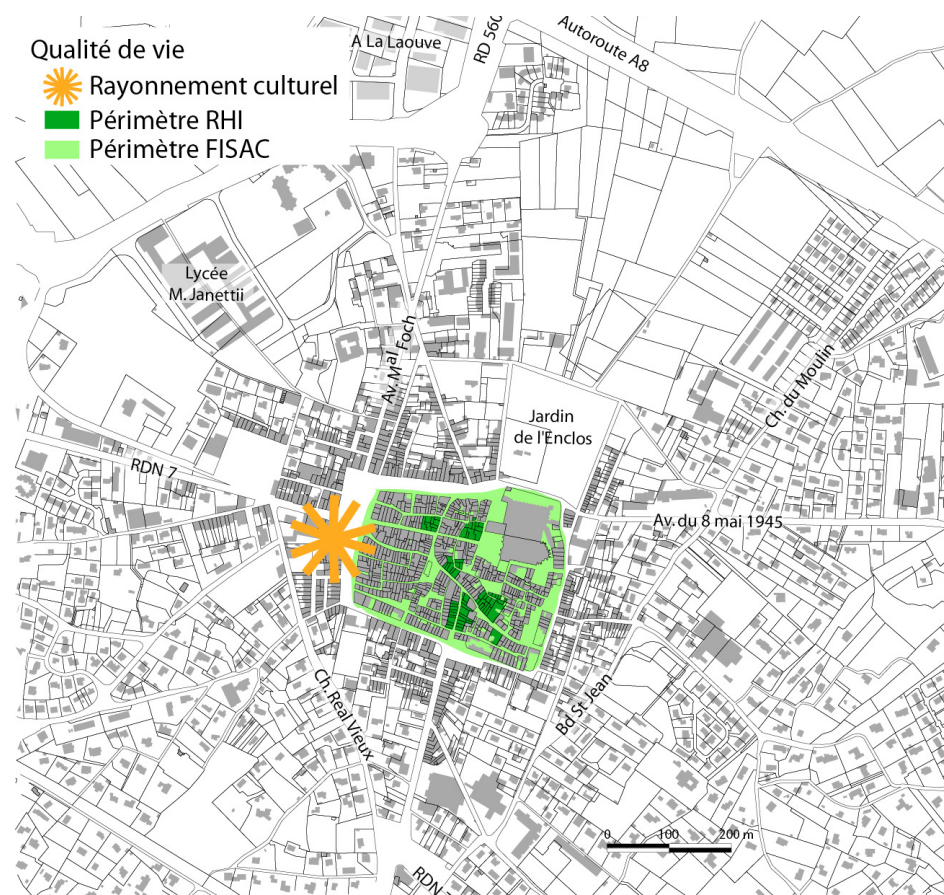 Qualité de vie
Rayonnement culturel
Périmètre RHI
Périmètre FISAC
A La Laouve
RD 560
Autoroute A8
Lycée
M. Janettii
Av. Mal Foch
Ch. du Moulin
Jardin
de l'Enclos
RDN 7
Av. du 8 mai 1945
Ch. Real Vieux
Bd St Jean
0 100 200 m
RDN